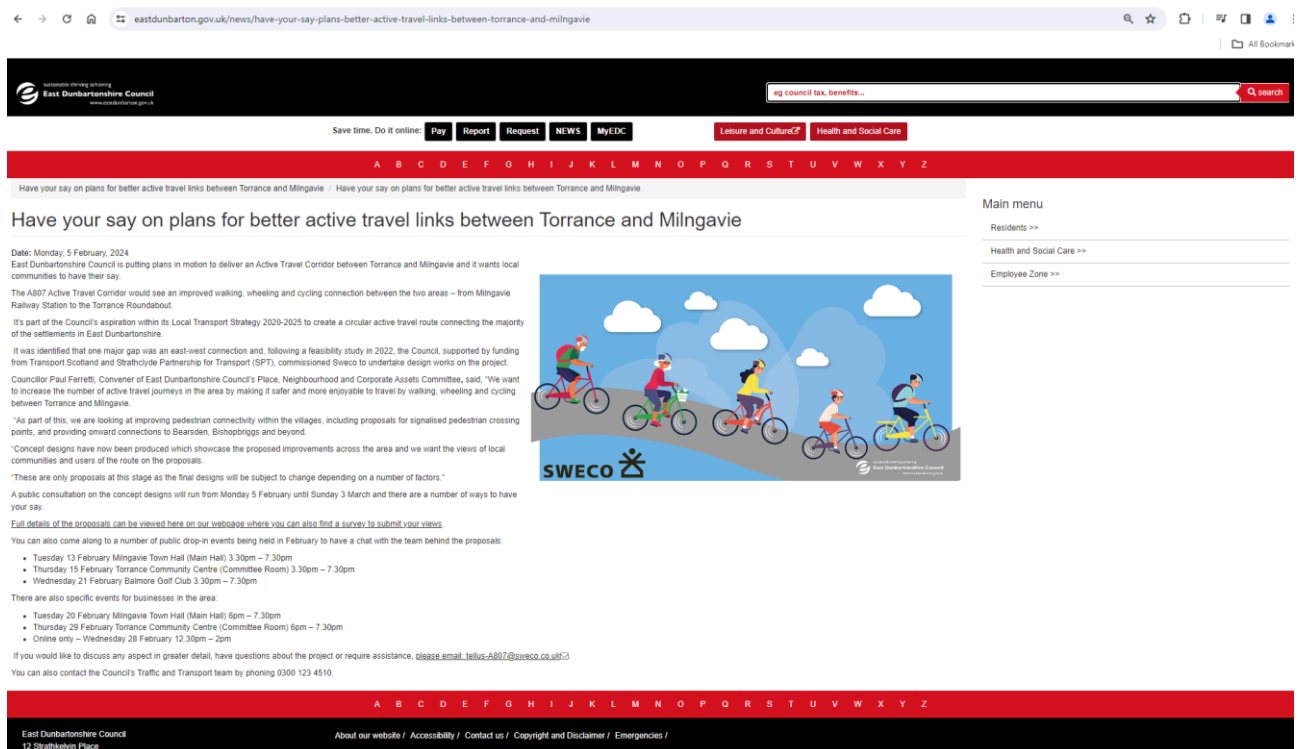 eastdunbarton.gov.uk/news/have-your-say-plans-better-active-travel-links-between-torrance-and-milngavie
All Bookmark
sustainable thriving achieving
East Dunbartonshire Council
www.eastdunbarton.gov.uk
eg council tax, benefits...
search
Save time. Do it online: Pay Report Request NEWS MyEDC Leisure and Culture Health and Social Care
A B C D E F G H I J K L M N O P Q R S T U V W X Y Z
Have your say on plans for better active travel links between Torrance and Milngavie / Have your say on plans for better active travel links between Torrance and Milngavie
Have your say on plans for better active travel links between Torrance and Milngavie
Date: Monday, 5 February, 2024
East Dunbartonshire Council is putting plans in motion to deliver an Active Travel Corridor between Torrance and Milngavie and it wants local
communities to have their say.
The A807 Active Travel Corridor would see an improved walking, wheeling and cycling connection between the two areas – from Milngavie
Railway Station to the Torrance Roundabout.
It's part of the Council's aspiration within its Local Transport Strategy 2020-2025 to create a circular active travel route connecting the majority
of the settlements in East Dunbartonshire.
It was identified that one major gap was an east-west connection and, following a feasibility study in 2022, the Council, supported by funding
from Transport Scotland and Strathclyde Partnership for Transport (SPT), commissioned Sweco to undertake design works on the project.
Councillor Paul Ferretti, Convener of East Dunbartonshire Council's Place, Neighbourhood and Corporate Assets Committee, said, "We want
to increase the number of active travel journeys in the area by making it safer and more enjoyable to travel by walking, wheeling and cycling
between Torrance and Milngavie.
"As part of this, we are looking at improving pedestrian connectivity within the villages, including proposals for signalised pedestrian crossing
points, and providing onward connections to Bearsden, Bishopbriggs and beyond.
"Concept designs have now been produced which showcase the proposed improvements across the area and we want the views of local
communities and users of the route on the proposals.
"These are only proposals at this stage as the final designs will be subject to change depending on a number of factors."
A public consultation on the concept designs will run from Monday 5 February until Sunday 3 March and there are a number of ways to have
your say.
Full details of the proposals can be viewed here on our webpage where you can also find a survey to submit your views.
You can also come along to a number of public drop-in events being held in February to have a chat with the team behind the proposals:
• Tuesday 13 February Milngavie Town Hall (Main Hall) 3.30pm – 7.30pm
• Thursday 15 February Torrance Community Centre (Committee Room) 3.30pm – 7.30pm
• Wednesday 21 February Balmore Golf Club 3.30pm – 7.30pm
There are also specific events for businesses in the area:
• Tuesday 20 February Milngavie Town Hall (Main Hall) 6pm – 7.30pm
• Thursday 29 February Torrance Community Centre (Committee Room) 6pm – 7.30pm
• Online only – Wednesday 28 February 12.30pm – 2pm
If you would like to discuss any aspect in greater detail, have questions about the project or require assistance, please email: tellus-A807@sweco.co.uk
You can also contact the Council's Traffic and Transport team by phoning 0300 123 4510.
SWECO
East Dunbartonshire Council
Main menu
Residents >>
Health and Social Care >>
Employee Zone >>
A B C D E F G H I J K L M N O P Q R S T U V W X Y Z
East Dunbartonshire Council
12 Strathkelvin Place
About our website / Accessibility / Contact us / Copyright and Disclaimer / Emergencies /